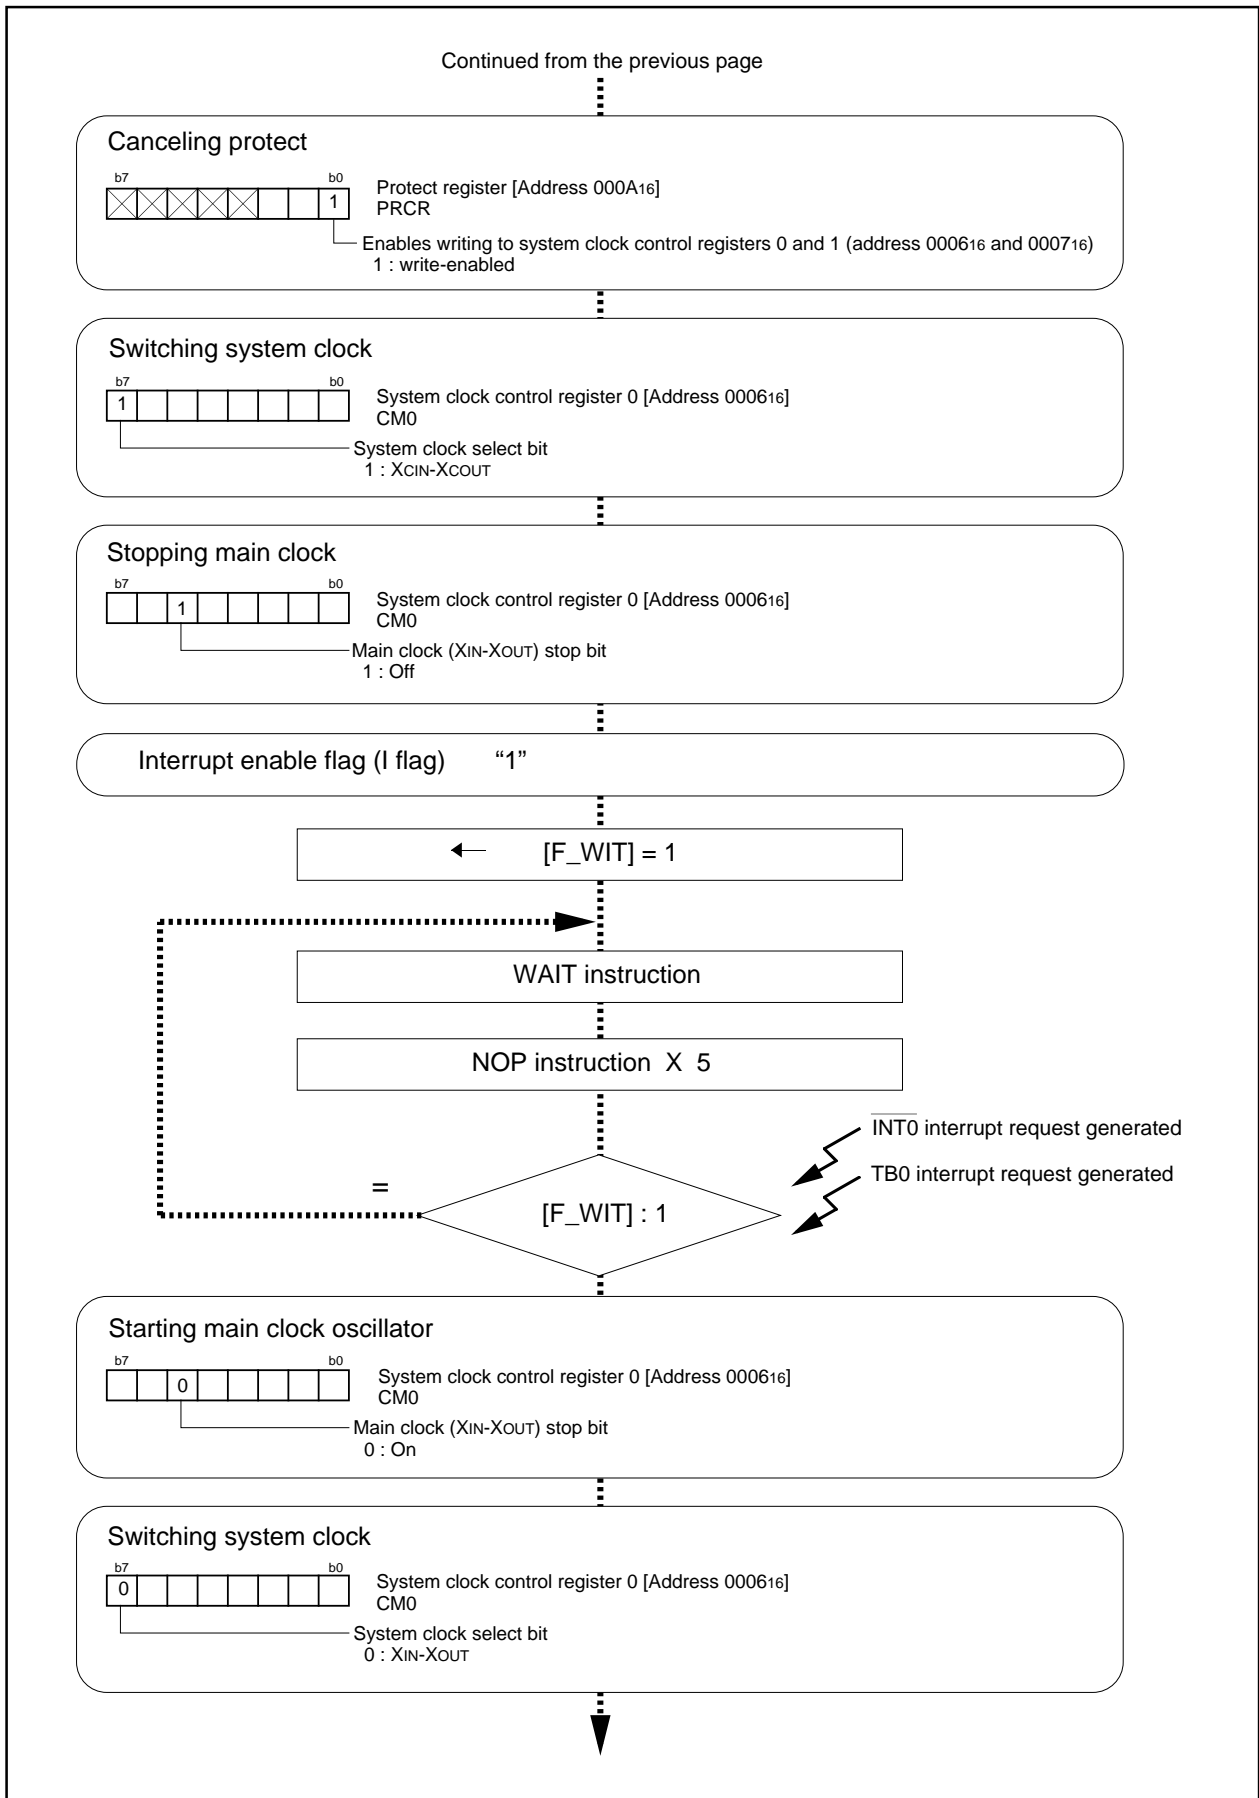 Continued from the previous page
Canceling protect
b7 b0
1
Protect register [Address 000A16]
PRCR
Enables writing to system clock control registers 0 and 1 (address 000616 and 000716)
1 : write-enabled
Switching system clock
b7 b0
1
System clock control register 0 [Address 000616]
CM0
System clock select bit
1 : XCIN-XCOUT
Stopping main clock
b7 b0
1
System clock control register 0 [Address 000616]
CM0
Main clock (XIN-XOUT) stop bit
1 : Off
Interrupt enable flag (I flag) “1”
← [F_WIT] = 1
WAIT instruction
NOP instruction X 5
INT0 interrupt request generated
TB0 interrupt request generated
=
[F_WIT] : 1
Starting main clock oscillator
b7 b0
0
System clock control register 0 [Address 000616]
CM0
Main clock (XIN-XOUT) stop bit
0 : On
Switching system clock
b7 b0
0
System clock control register 0 [Address 000616]
CM0
System clock select bit
0 : XIN-XOUT